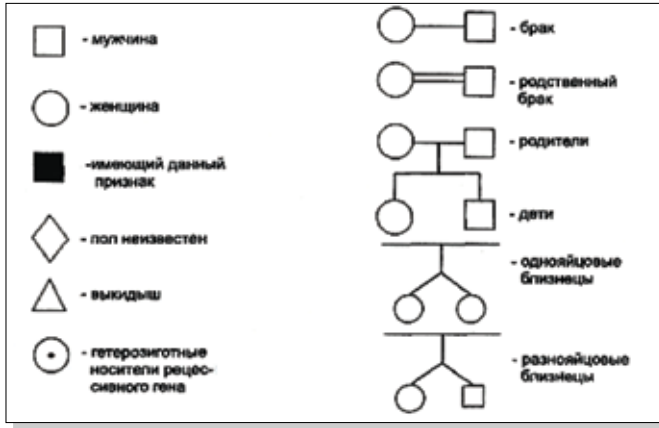 - мужчина
- женщина
-имеющий данный
признак
- пол неизвестен
- выкидыш
- гетерозиготные
носители рецес-
сивного гена
- брак
- родственный
брак
- родители
- дети
- однояйцовые
близнецы
- разнояйцовые
близнецы